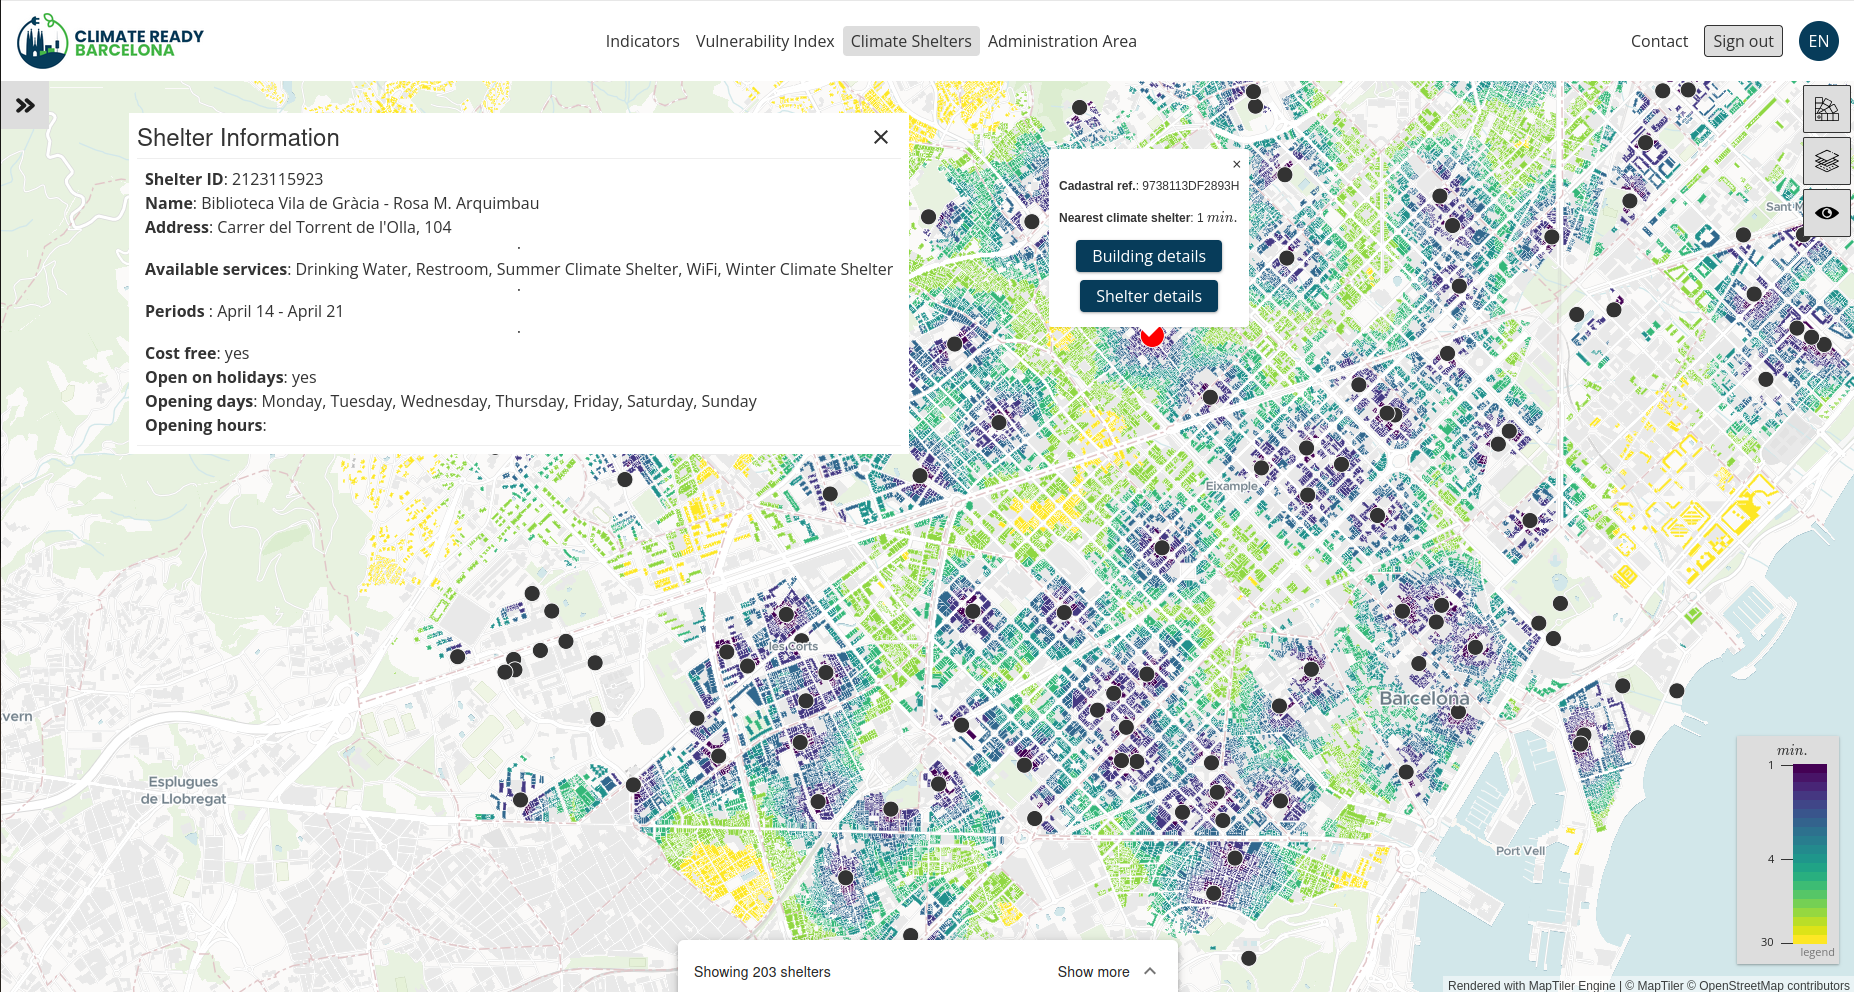 CLIMATE READY
BARCELONA
Indicators
Vulnerability Index
Climate Shelters
Administration Area
Contact
Sign out
EN
Shelter Information
Shelter ID: 2123115923
Name: Biblioteca Vila de Gràcia - Rosa M. Arquimbau
Address: Carrer del Torrent de l'Olla, 104
.
Available services: Drinking Water, Restroom, Summer Climate Shelter, WiFi, Winter Climate Shelter
.
Periods : April 14 - April 21
.
Cost free: yes
Open on holidays: yes
Opening days: Monday, Tuesday, Wednesday, Thursday, Friday, Saturday, Sunday
Opening hours:
Cadastral ref.: 9738113DF2893H
Nearest climate shelter: 1 min.
Building details
Shelter details
Sant M
Eixample
les Corts
Barcelona
vern
Esplugues
de Llobregat
Port Vell
min.
1
4
30
legend
Showing 203 shelters
Show more
Rendered with MapTiler Engine | © MapTiler © OpenStreetMap contributors